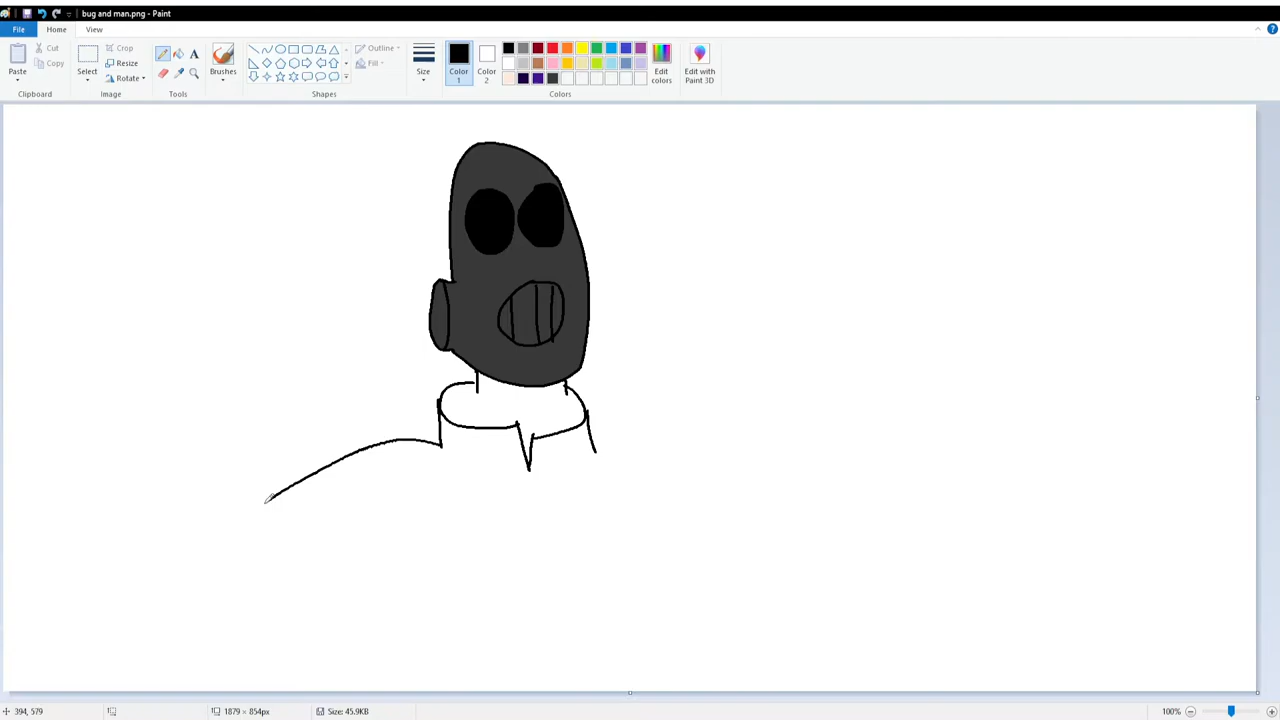 bug and man.png - Paint
File Home View
Paste
Cut
Copy
Clipboard
Select
Crop
Resize
Rotate
Image
A
Tools
Brushes
Shapes
Outline
Fill
Size
Color 1
Color 2
Edit colors
Colors
Edit with Paint 3D
394, 579
1879 × 854px
Size: 45.9KB
100%